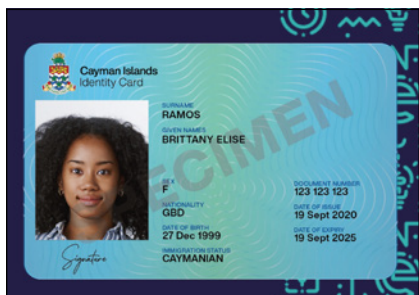 Cayman Islands
Identity Card
SURNAME
RAMOS
GIVEN NAMES
BRITTANY ELISE
SPECIMEN
SEX
F
DOCUMENT NUMBER
123 123 123
NATIONALITY
GBD
DATE OF ISSUE
19 Sept 2020
DATE OF BIRTH
27 Dec 1999
DATE OF EXPIRY
19 Sept 2025
IMMIGRATION STATUS
CAYMANIAN
Signature